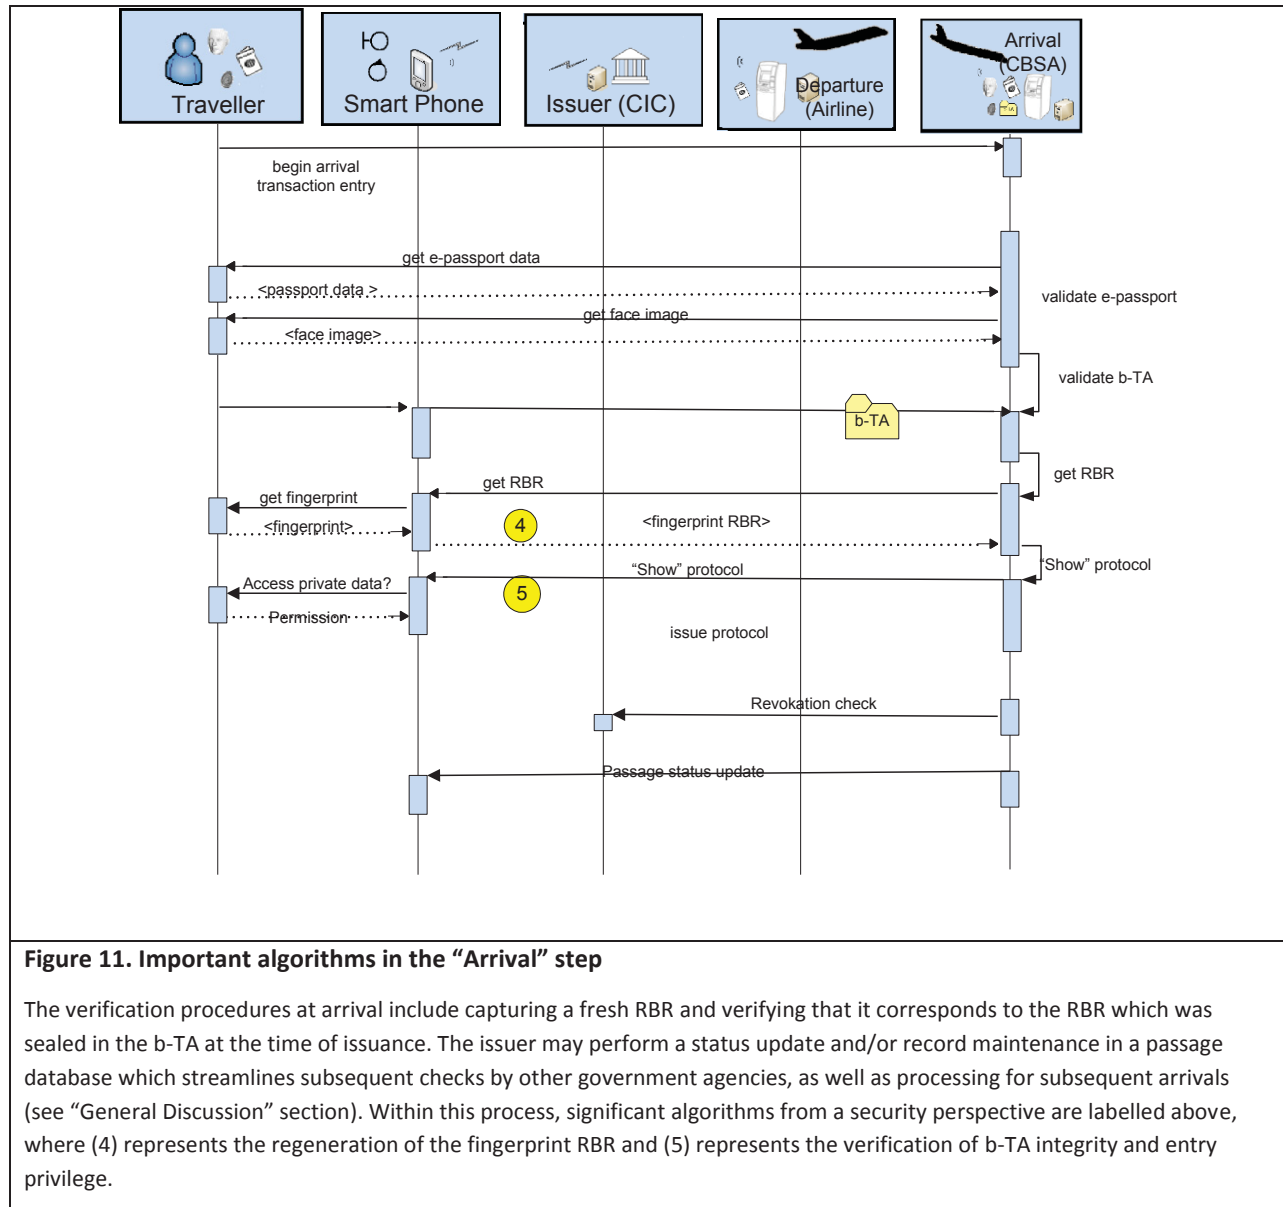 Traveller
Smart Phone
Issuer (CIC)
Departure
(Airline)
Arrival
(CBSA)
begin arrival
transaction entry
get e-passport data
<passport data >
validate e-passport
get face image
<face image>
validate b-TA
b-TA
get RBR
get RBR
get fingerprint
<fingerprint>
4
<fingerprint RBR>
"Show" protocol
“Show” protocol
Access private data?
5
Permission
issue protocol
Revokation check
Passage status update
Figure 11. Important algorithms in the “Arrival” step
The verification procedures at arrival include capturing a fresh RBR and verifying that it corresponds to the RBR which was
sealed in the b-TA at the time of issuance. The issuer may perform a status update and/or record maintenance in a passage
database which streamlines subsequent checks by other government agencies, as well as processing for subsequent arrivals
(see “General Discussion” section). Within this process, significant algorithms from a security perspective are labelled above,
where (4) represents the regeneration of the fingerprint RBR and (5) represents the verification of b-TA integrity and entry
privilege.